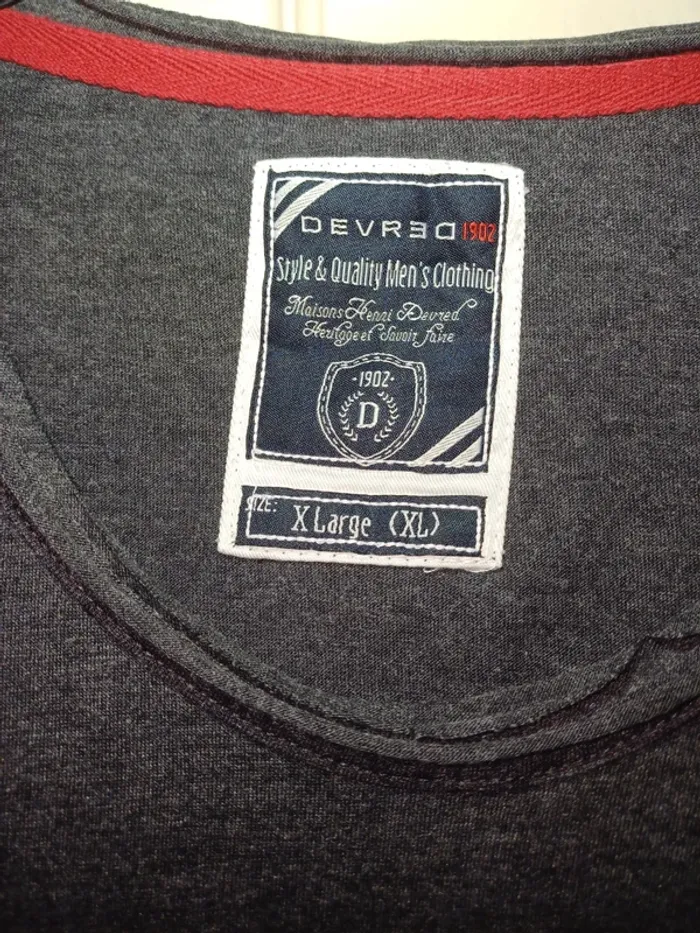 DEVRED 1902
Style & Quality Men's Clothing
Maisons Henri Devred
Heritage et Savoir faire
·1902·
D
SIZE:
X Large (XL)